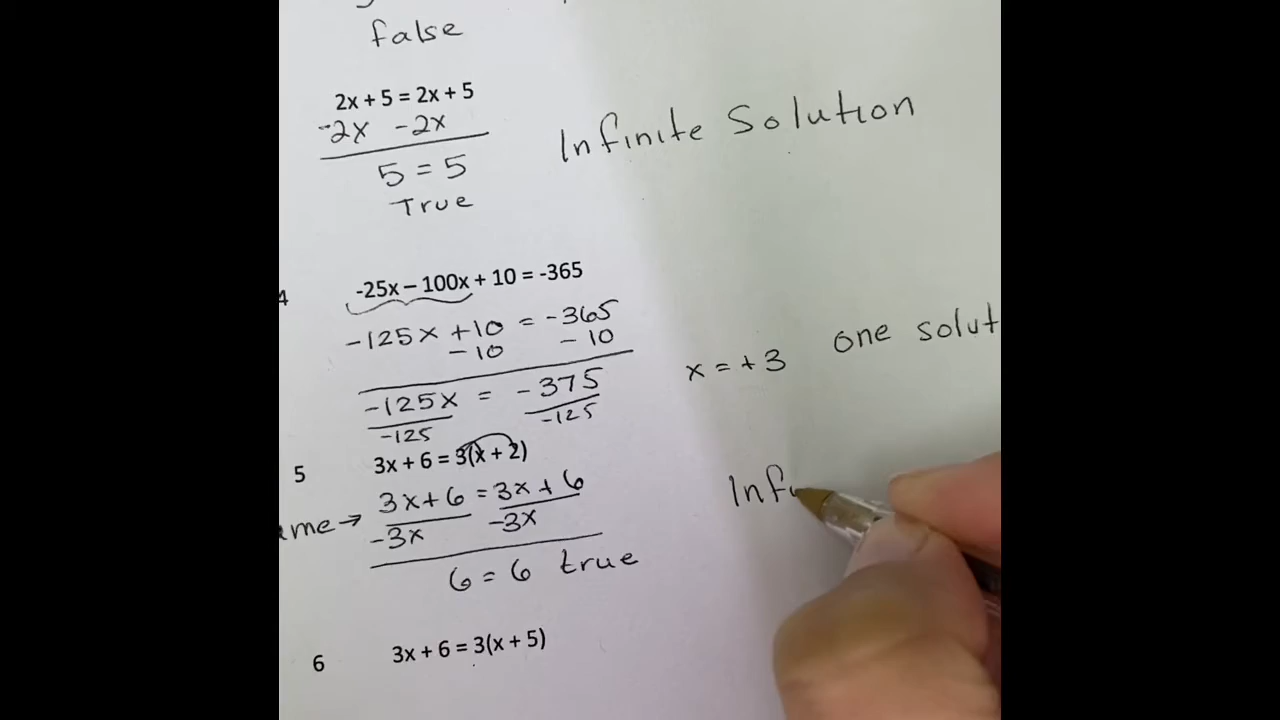 false
2x + 5 = 2x + 5
-2x -2x
5 = 5
True
Infinite Solution
4 -25x – 100x + 10 = -365
-125x +10 = -365
-10 -10
-125x = -375
-125 -125
x = +3 one solut
5 3x + 6 = 3(x + 2)
3x+6 = 3x + 6
-3x -3x
6 = 6 true
Inf
6 3x + 6 = 3(x + 5)